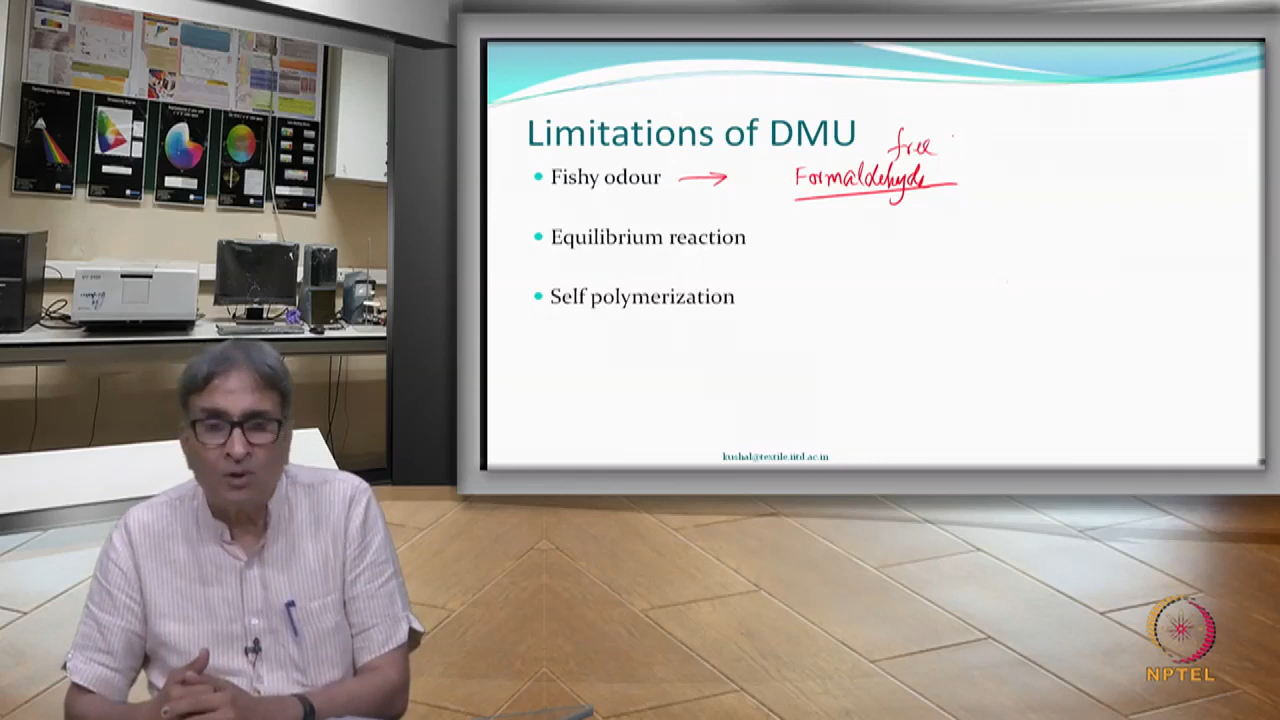 Limitations of DMU
free
• Fishy odour → Formaldehyde
• Equilibrium reaction
• Self polymerization
kushal@textile.iitd.ac.in
NPTEL